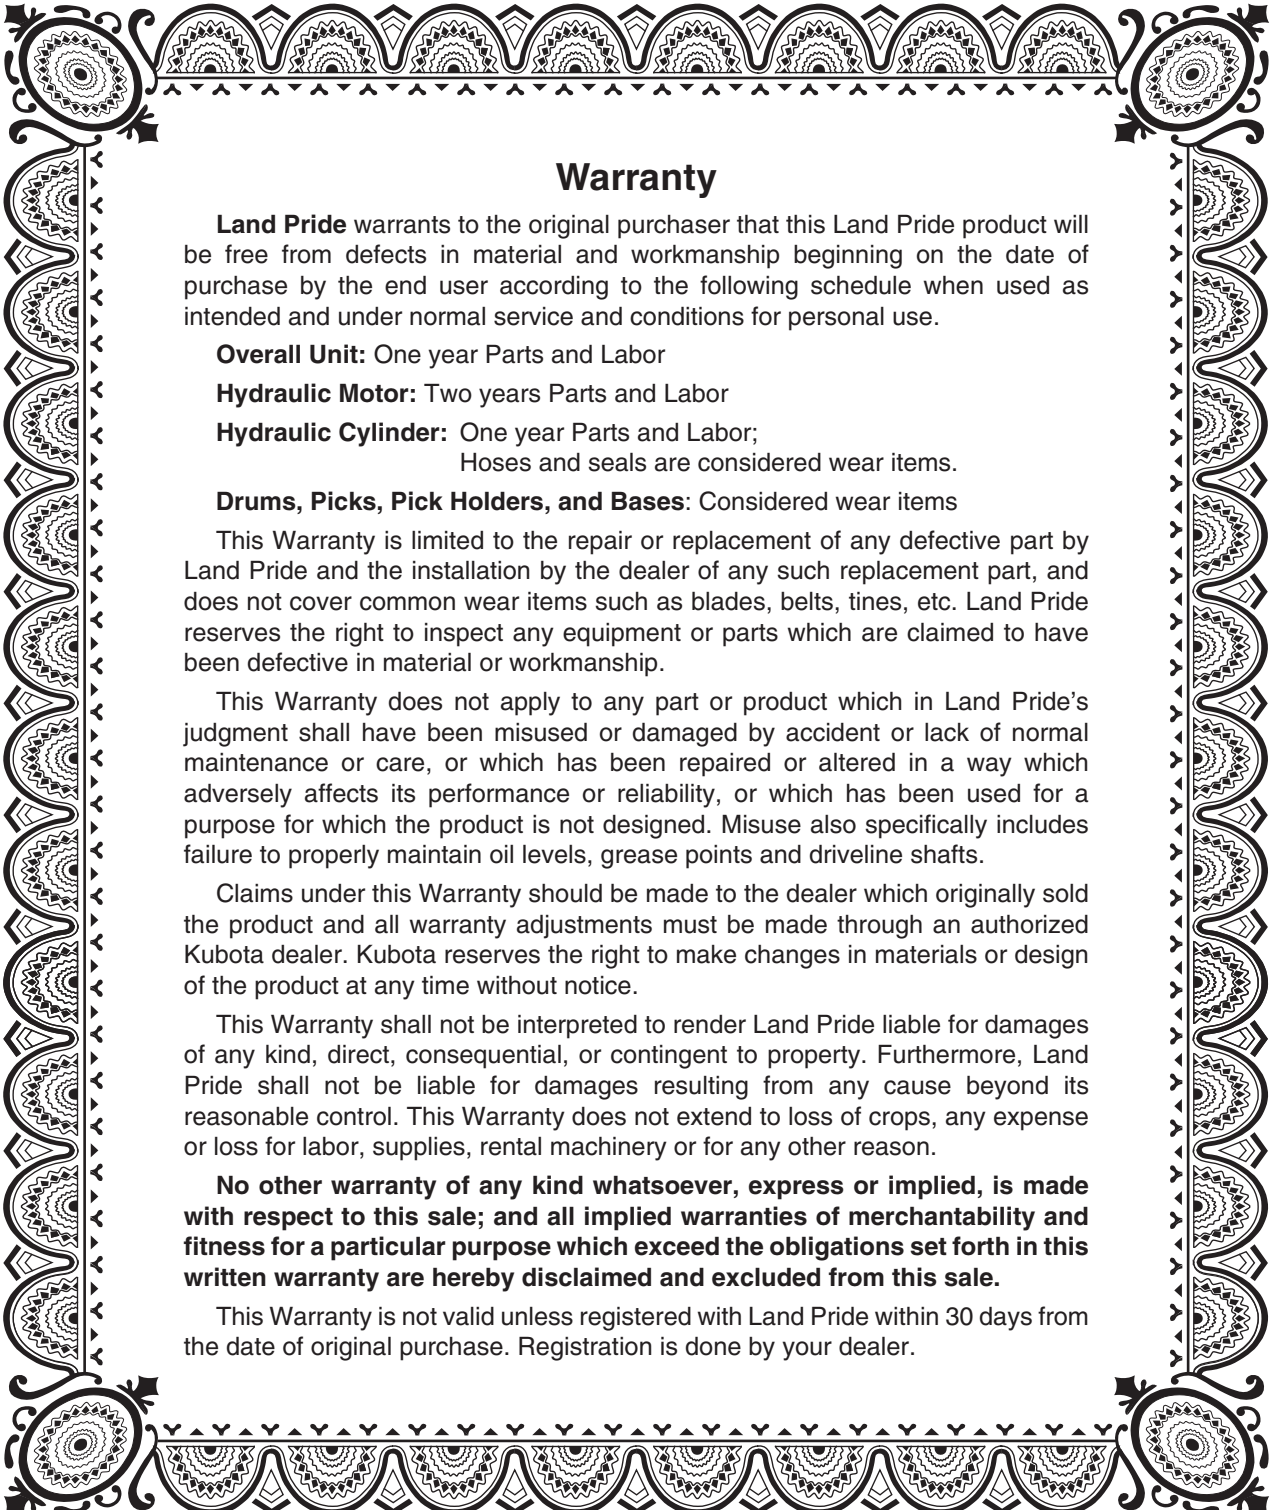 Warranty
Land Pride warrants to the original purchaser that this Land Pride product will
be free from defects in material and workmanship beginning on the date of
purchase by the end user according to the following schedule when used as
intended and under normal service and conditions for personal use.
Overall Unit: One year Parts and Labor
Hydraulic Motor: Two years Parts and Labor
Hydraulic Cylinder: One year Parts and Labor;
Hoses and seals are considered wear items.
Drums, Picks, Pick Holders, and Bases: Considered wear items
This Warranty is limited to the repair or replacement of any defective part by
Land Pride and the installation by the dealer of any such replacement part, and
does not cover common wear items such as blades, belts, tines, etc. Land Pride
reserves the right to inspect any equipment or parts which are claimed to have
been defective in material or workmanship.
This Warranty does not apply to any part or product which in Land Pride’s
judgment shall have been misused or damaged by accident or lack of normal
maintenance or care, or which has been repaired or altered in a way which
adversely affects its performance or reliability, or which has been used for a
purpose for which the product is not designed. Misuse also specifically includes
failure to properly maintain oil levels, grease points and driveline shafts.
Claims under this Warranty should be made to the dealer which originally sold
the product and all warranty adjustments must be made through an authorized
Kubota dealer. Kubota reserves the right to make changes in materials or design
of the product at any time without notice.
This Warranty shall not be interpreted to render Land Pride liable for damages
of any kind, direct, consequential, or contingent to property. Furthermore, Land
Pride shall not be liable for damages resulting from any cause beyond its
reasonable control. This Warranty does not extend to loss of crops, any expense
or loss for labor, supplies, rental machinery or for any other reason.
No other warranty of any kind whatsoever, express or implied, is made
with respect to this sale; and all implied warranties of merchantability and
fitness for a particular purpose which exceed the obligations set forth in this
written warranty are hereby disclaimed and excluded from this sale.
This Warranty is not valid unless registered with Land Pride within 30 days from
the date of original purchase. Registration is done by your dealer.